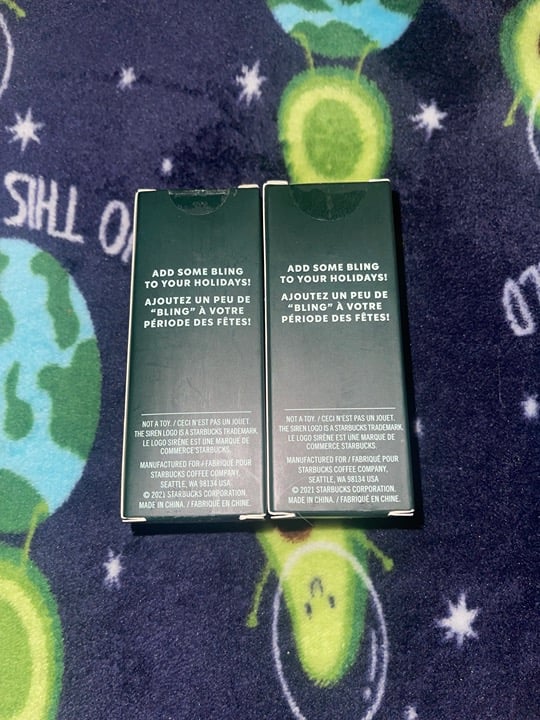 ADD SOME BLING
TO YOUR HOLIDAYS!
AJOUTEZ UN PEU DE
“BLING” À VOTRE
PÉRIODE DES FÊTES!
NOT A TOY. / CECI N'EST PAS UN JOUET.
THE SIREN LOGO IS A STARBUCKS TRADEMARK.
LE LOGO SIRÈNE EST UNE MARQUE DE
COMMERCE STARBUCKS.
MANUFACTURED FOR / FABRIQUÉ POUR
STARBUCKS COFFEE COMPANY,
SEATTLE, WA 98134 USA
© 2021 STARBUCKS CORPORATION.
MADE IN CHINA. / FABRIQUÉ EN CHINE.
ADD SOME BLING
TO YOUR HOLIDAYS!
AJOUTEZ UN PEU DE
“BLING” À VOTRE
PÉRIODE DES FÊTES!
NOT A TOY. / CECI N'EST PAS UN JOUET.
THE SIREN LOGO IS A STARBUCKS TRADEMARK.
LE LOGO SIRÈNE EST UNE MARQUE DE
COMMERCE STARBUCKS.
MANUFACTURED FOR / FABRIQUÉ POUR
STARBUCKS COFFEE COMPANY,
SEATTLE, WA 98134 USA
© 2021 STARBUCKS CORPORATION.
MADE IN CHINA. / FABRIQUÉ EN CHINE.
THIS